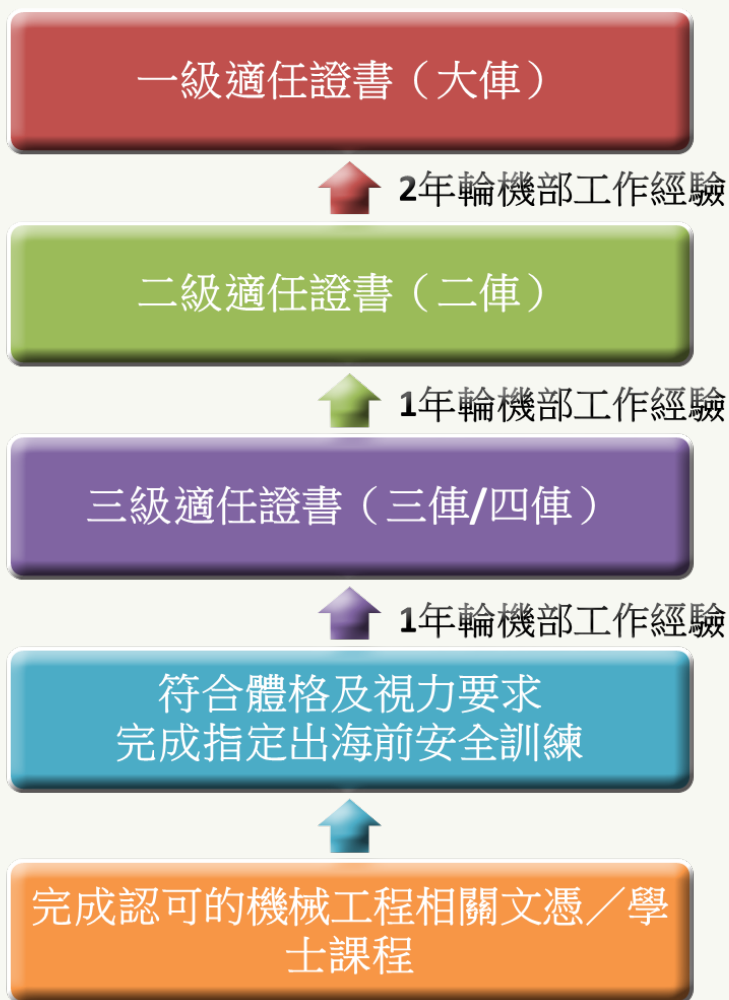 一級適任證書（大俥）
2年輪機部工作經驗
二級適任證書（二俥）
1年輪機部工作經驗
三級適任證書（三俥/四俥）
1年輪機部工作經驗
符合體格及視力要求
完成指定出海前安全訓練
完成認可的機械工程相關文憑／學
士課程